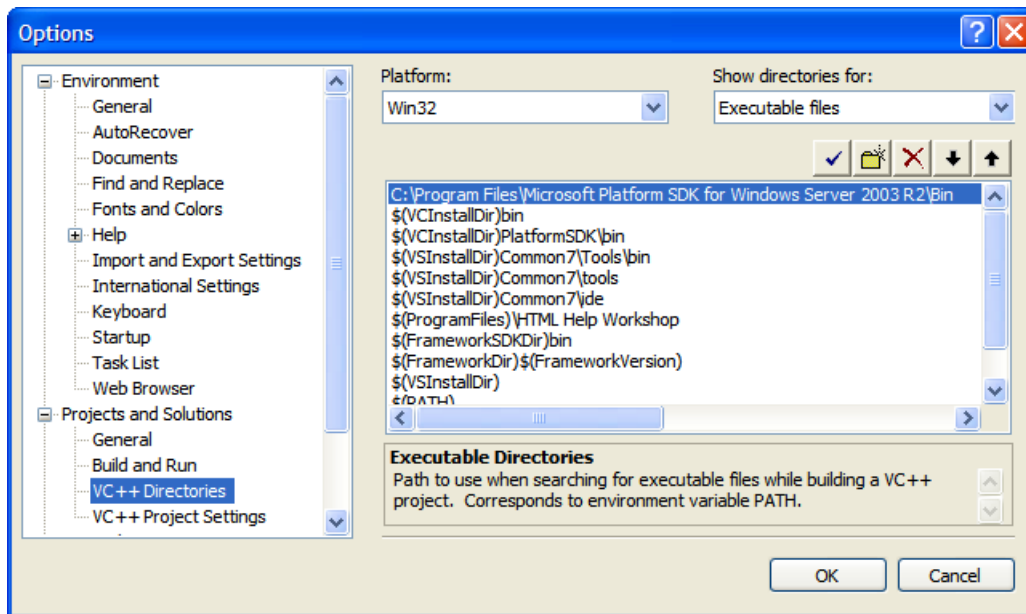 Options
Environment
General
AutoRecover
Documents
Find and Replace
Fonts and Colors
Help
Import and Export Settings
International Settings
Keyboard
Startup
Task List
Web Browser
Projects and Solutions
General
Build and Run
VC++ Directories
VC++ Project Settings
Platform:
Win32
Show directories for:
Executable files
C:\Program Files\Microsoft Platform SDK for Windows Server 2003 R2\Bin
$(VCInstallDir)bin
$(VCInstallDir)PlatformSDK\bin
$(VSInstallDir)Common7\Tools\bin
$(VSInstallDir)Common7\tools
$(VSInstallDir)Common7\ide
$(ProgramFiles)\HTML Help Workshop
$(FrameworkSDKDir)bin
$(FrameworkDir)$(FrameworkVersion)
$(VSInstallDir)
$(PATH)
Executable Directories
Path to use when searching for executable files while building a VC++
project. Corresponds to environment variable PATH.
OK
Cancel